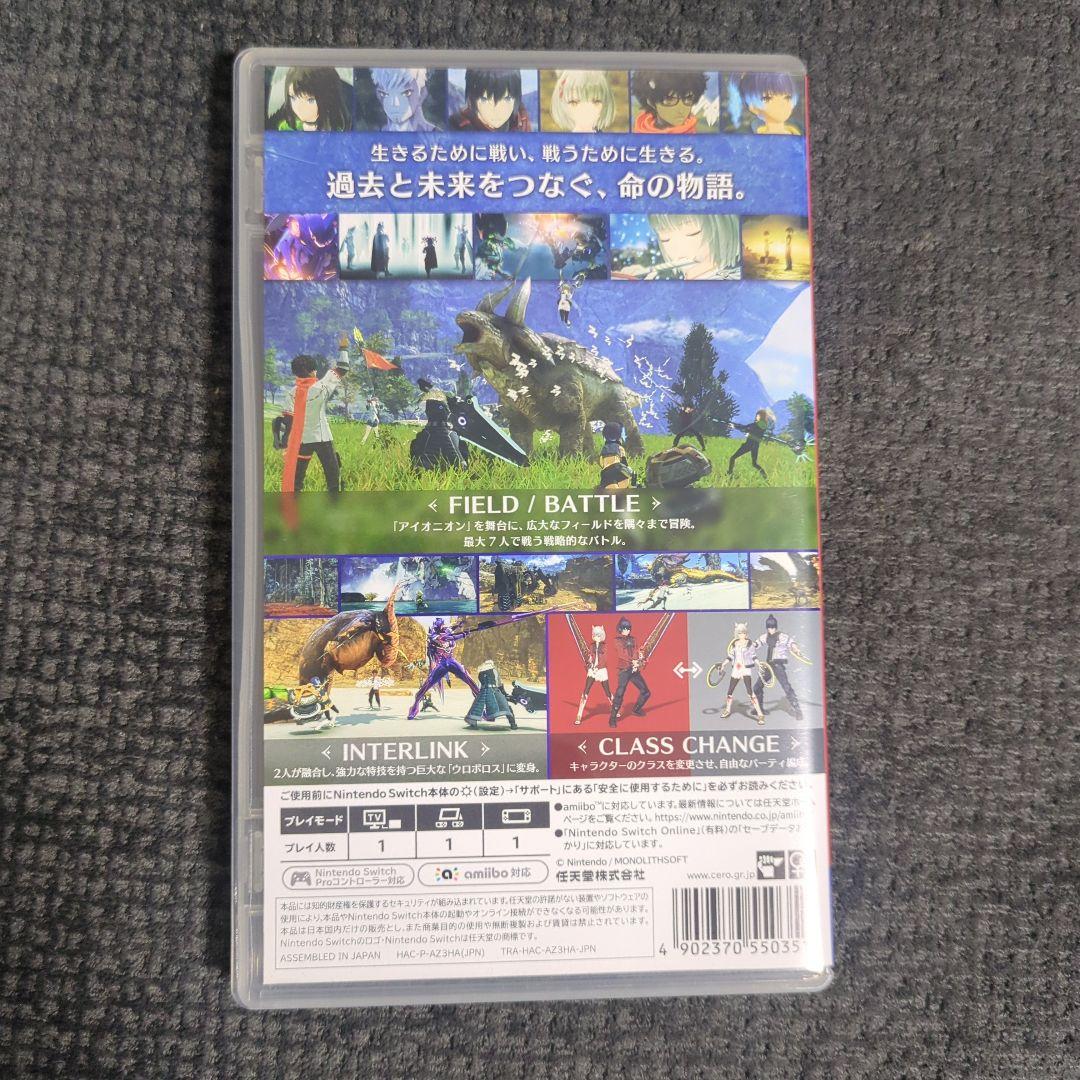 生きるために戦い、戦うために生きる。
過去と未来をつなぐ、命の物語。
FIELD / BATTLE
「アイオニオン」を舞台に、広大なフィールドを隅々まで冒険。
最大7人で戦う戦略的なバトル。
INTERLINK
2人が融合し、強力な特技を持つ巨大な「ウロボロス」に変身。
CLASS CHANGE
キャラクターのクラスを変更させ、自由なパーティ編成
ご使用前にNintendo Switch本体の(設定)→「サポート」にある「安全に使用するために」を必ずお読みください。
プレイモード
TV
プレイ人数
1
1
1
●amiibo™に対応しています。最新情報については任天堂ホー
ページをご覧ください。https://www.nintendo.co.jp/amiib
●「Nintendo Switch Online」(有料)の「セーブデータお
かり」に対応しています。
Nintendo Switch
Proコントローラー対応
amiibo 対応
© Nintendo / MONOLITHSOFT
任天堂株式会社
www.cero.gr.jp
本品には知的財産権を保護するセキュリティが組み込まれています。任天堂の許諾がない装置やソフトウェアの
使用により、本品やNintendo Switch本体の起動やオンライン接続ができなくなる可能性があります。
本品は日本国内だけの販売とし、また商業目的の使用や無断複製および賃貸は禁止されています。
Nintendo Switchのロゴ・Nintendo Switchは任天堂の商標です。
ASSEMBLED IN JAPAN HAC-P-AZ3HA(JPN) TRA-HAC-AZ3HA-JPN
4 902370 55035